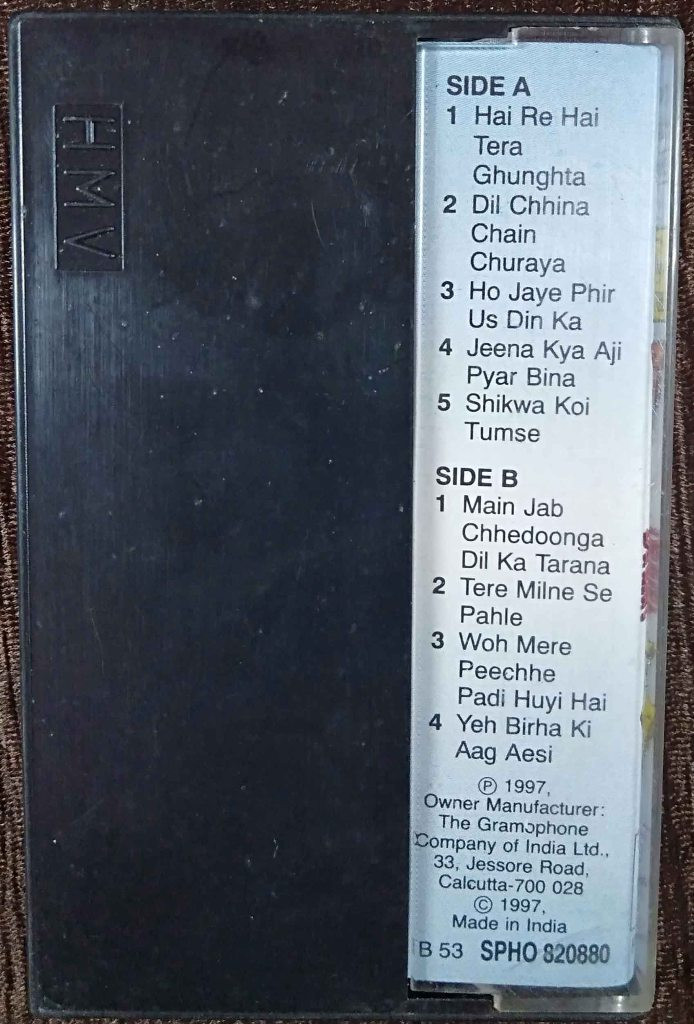 HMV
SIDE A
1 Hai Re Hai
Tera
Ghunghta
2 Dil Chhina
Chain
Churaya
3 Ho Jaye Phir
Us Din Ka
4 Jeena Kya Aji
Pyar Bina
5 Shikwa Koi
Tumse
SIDE B
1 Main Jab
Chhedoonga
Dil Ka Tarana
2 Tere Milne Se
Pahle
3 Woh Mere
Peechhe
Padi Huyi Hai
4 Yeh Birha Ki
Aag Aesi
℗ 1997,
Owner Manufacturer:
The Gramophone
Company of India Ltd.,
33, Jessore Road,
Calcutta-700 028
© 1997,
Made in India
B 53 SPHO 820880